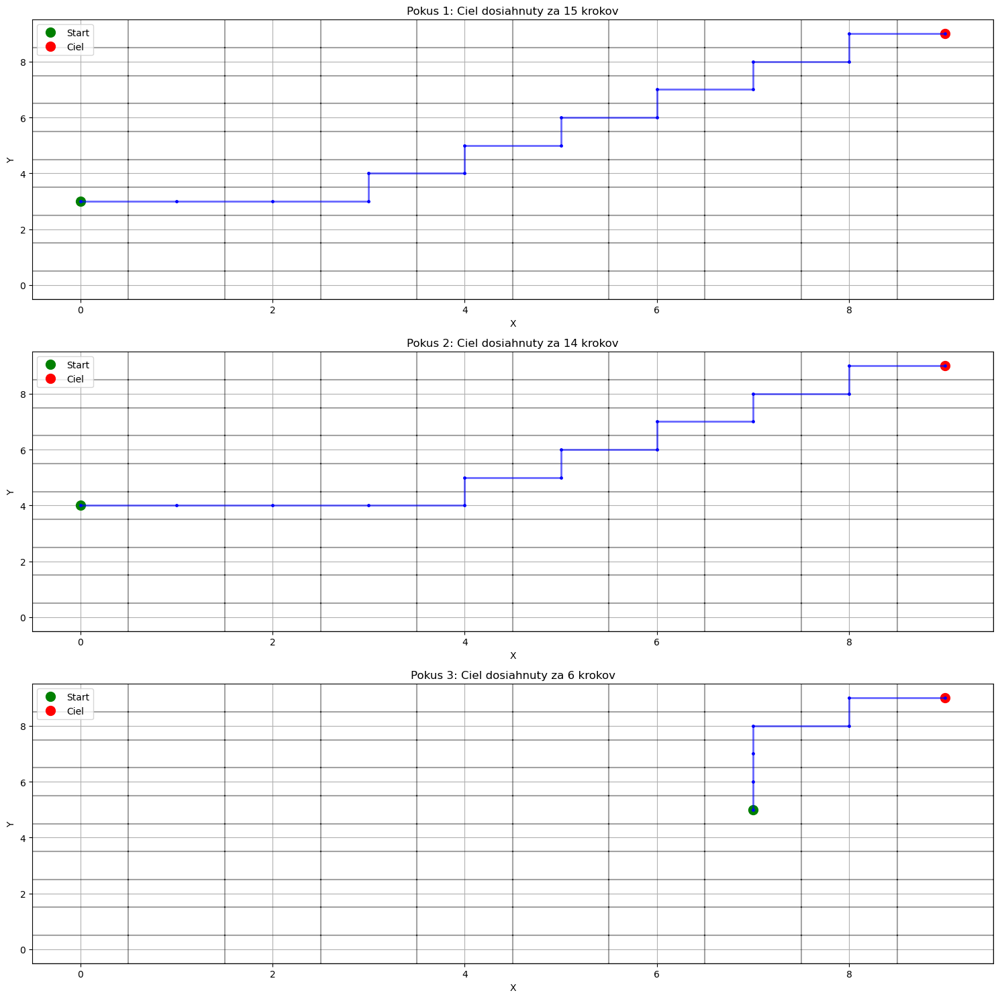 Pokus 1: Ciel dosiahnuty za 15 krokov
Start
Ciel
8
6
4
2
0
Y
0 2 4 6 8
X
Pokus 2: Ciel dosiahnuty za 14 krokov
Start
Ciel
8
6
4
2
0
Y
0 2 4 6 8
X
Pokus 3: Ciel dosiahnuty za 6 krokov
Start
Ciel
8
6
4
2
0
Y
0 2 4 6 8
X